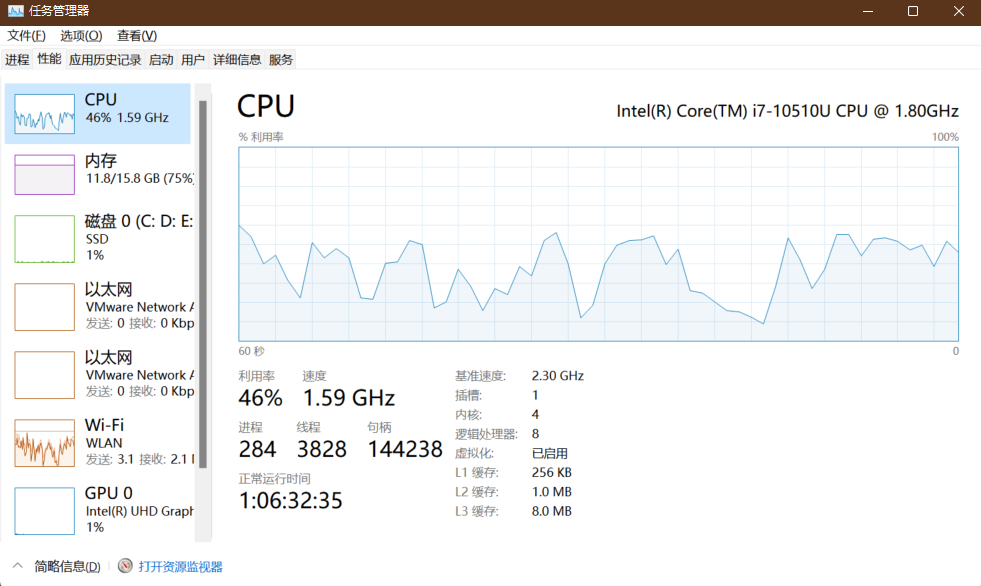 任务管理器
文件(F) 选项(O) 查看(V)
进程 性能 应用历史记录 启动 用户 详细信息 服务
CPU
46% 1.59 GHz
内存
11.8/15.8 GB (75%)
磁盘 0 (C: D: E:
SSD
1%
以太网
VMware Network A
发送: 0 接收: 0 Kbp
以太网
VMware Network A
发送: 0 接收: 0 Kbp
Wi-Fi
WLAN
发送: 3.1 接收: 2.1
GPU 0
Intel(R) UHD Graph
1%
CPU
Intel(R) Core(TM) i7-10510U CPU @ 1.80GHz
% 利用率
100%
60 秒
0
利用率 速度
46% 1.59 GHz
进程 线程 句柄
284 3828 144238
正常运行时间
1:06:32:35
基准速度: 2.30 GHz
插槽: 1
内核: 4
逻辑处理器: 8
虚拟化: 已启用
L1 缓存: 256 KB
L2 缓存: 1.0 MB
L3 缓存: 8.0 MB
简略信息(D) 打开资源监视器